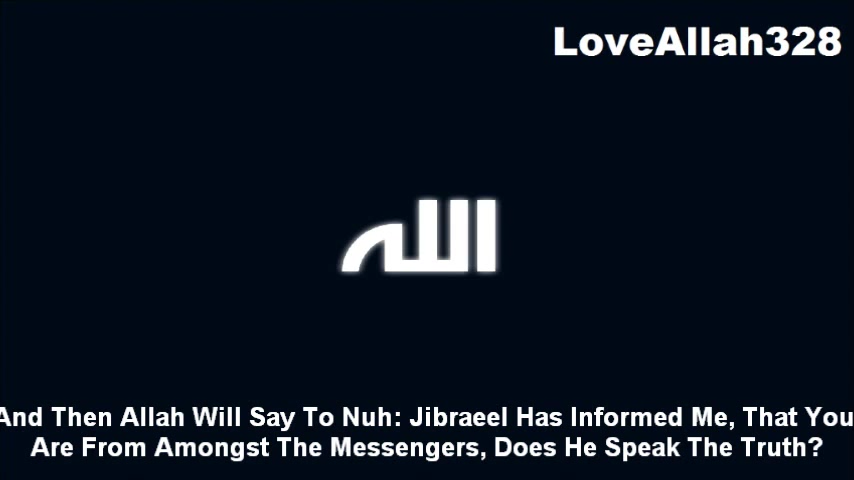 LoveAllah328
الله
And Then Allah Will Say To Nuh: Jibraeel Has Informed Me, That You
Are From Amongst The Messengers, Does He Speak The Truth?